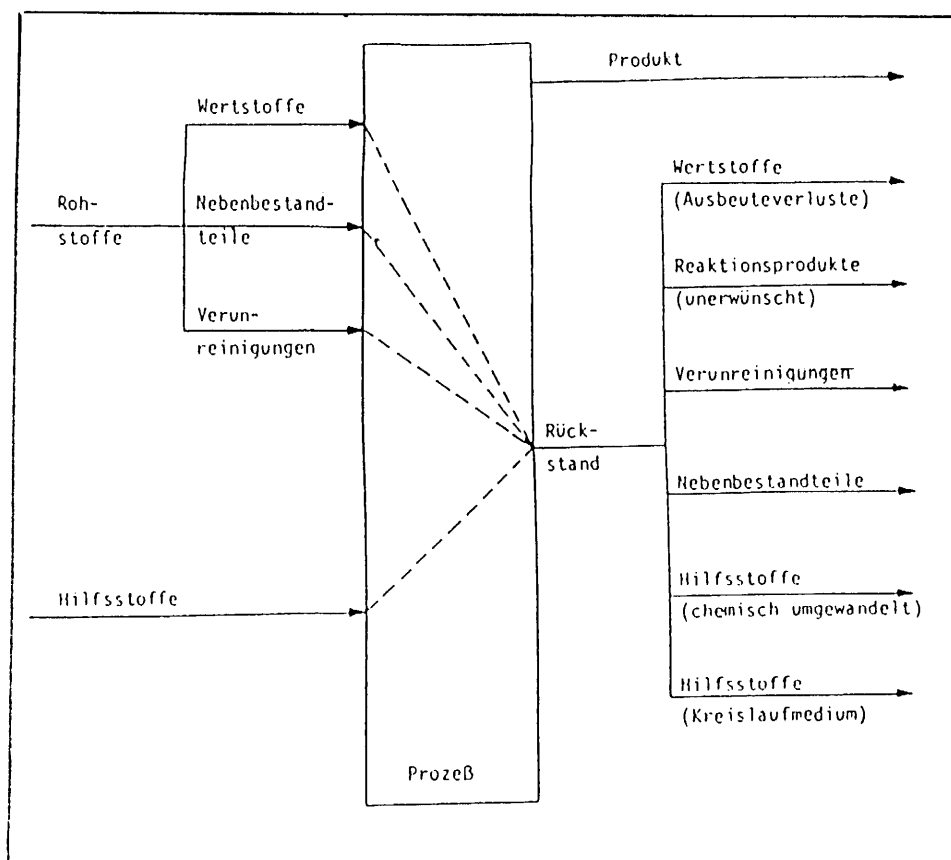 Produkt
Wertstoffe
Roh-
stoffe
Nebenbestand-
teile
Verun-
reinigungen
Hilfsstoffe
Prozeß
Rück-
stand
Wertstoffe
(Ausbeuteverluste)
Reaktionsprodukte
(unerwünscht)
Verunreinigungen
Nebenbestandteile
Hilfsstoffe
(chemisch umgewandelt)
Hilfsstoffe
(Kreislaufmedium)